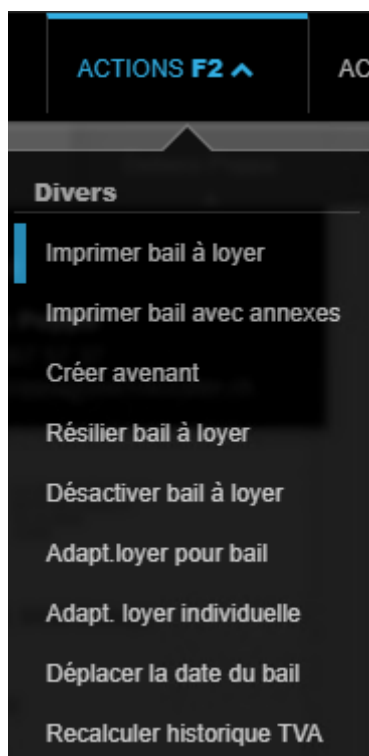 ACTIONS F2
AC
Divers
Imprimer bail à loyer
Imprimer bail avec annexes
Créer avenant
Résilier bail à loyer
Désactiver bail à loyer
Adapt.loyer pour bail
Adapt. loyer individuelle
Déplacer la date du bail
Recalculer historique TVA